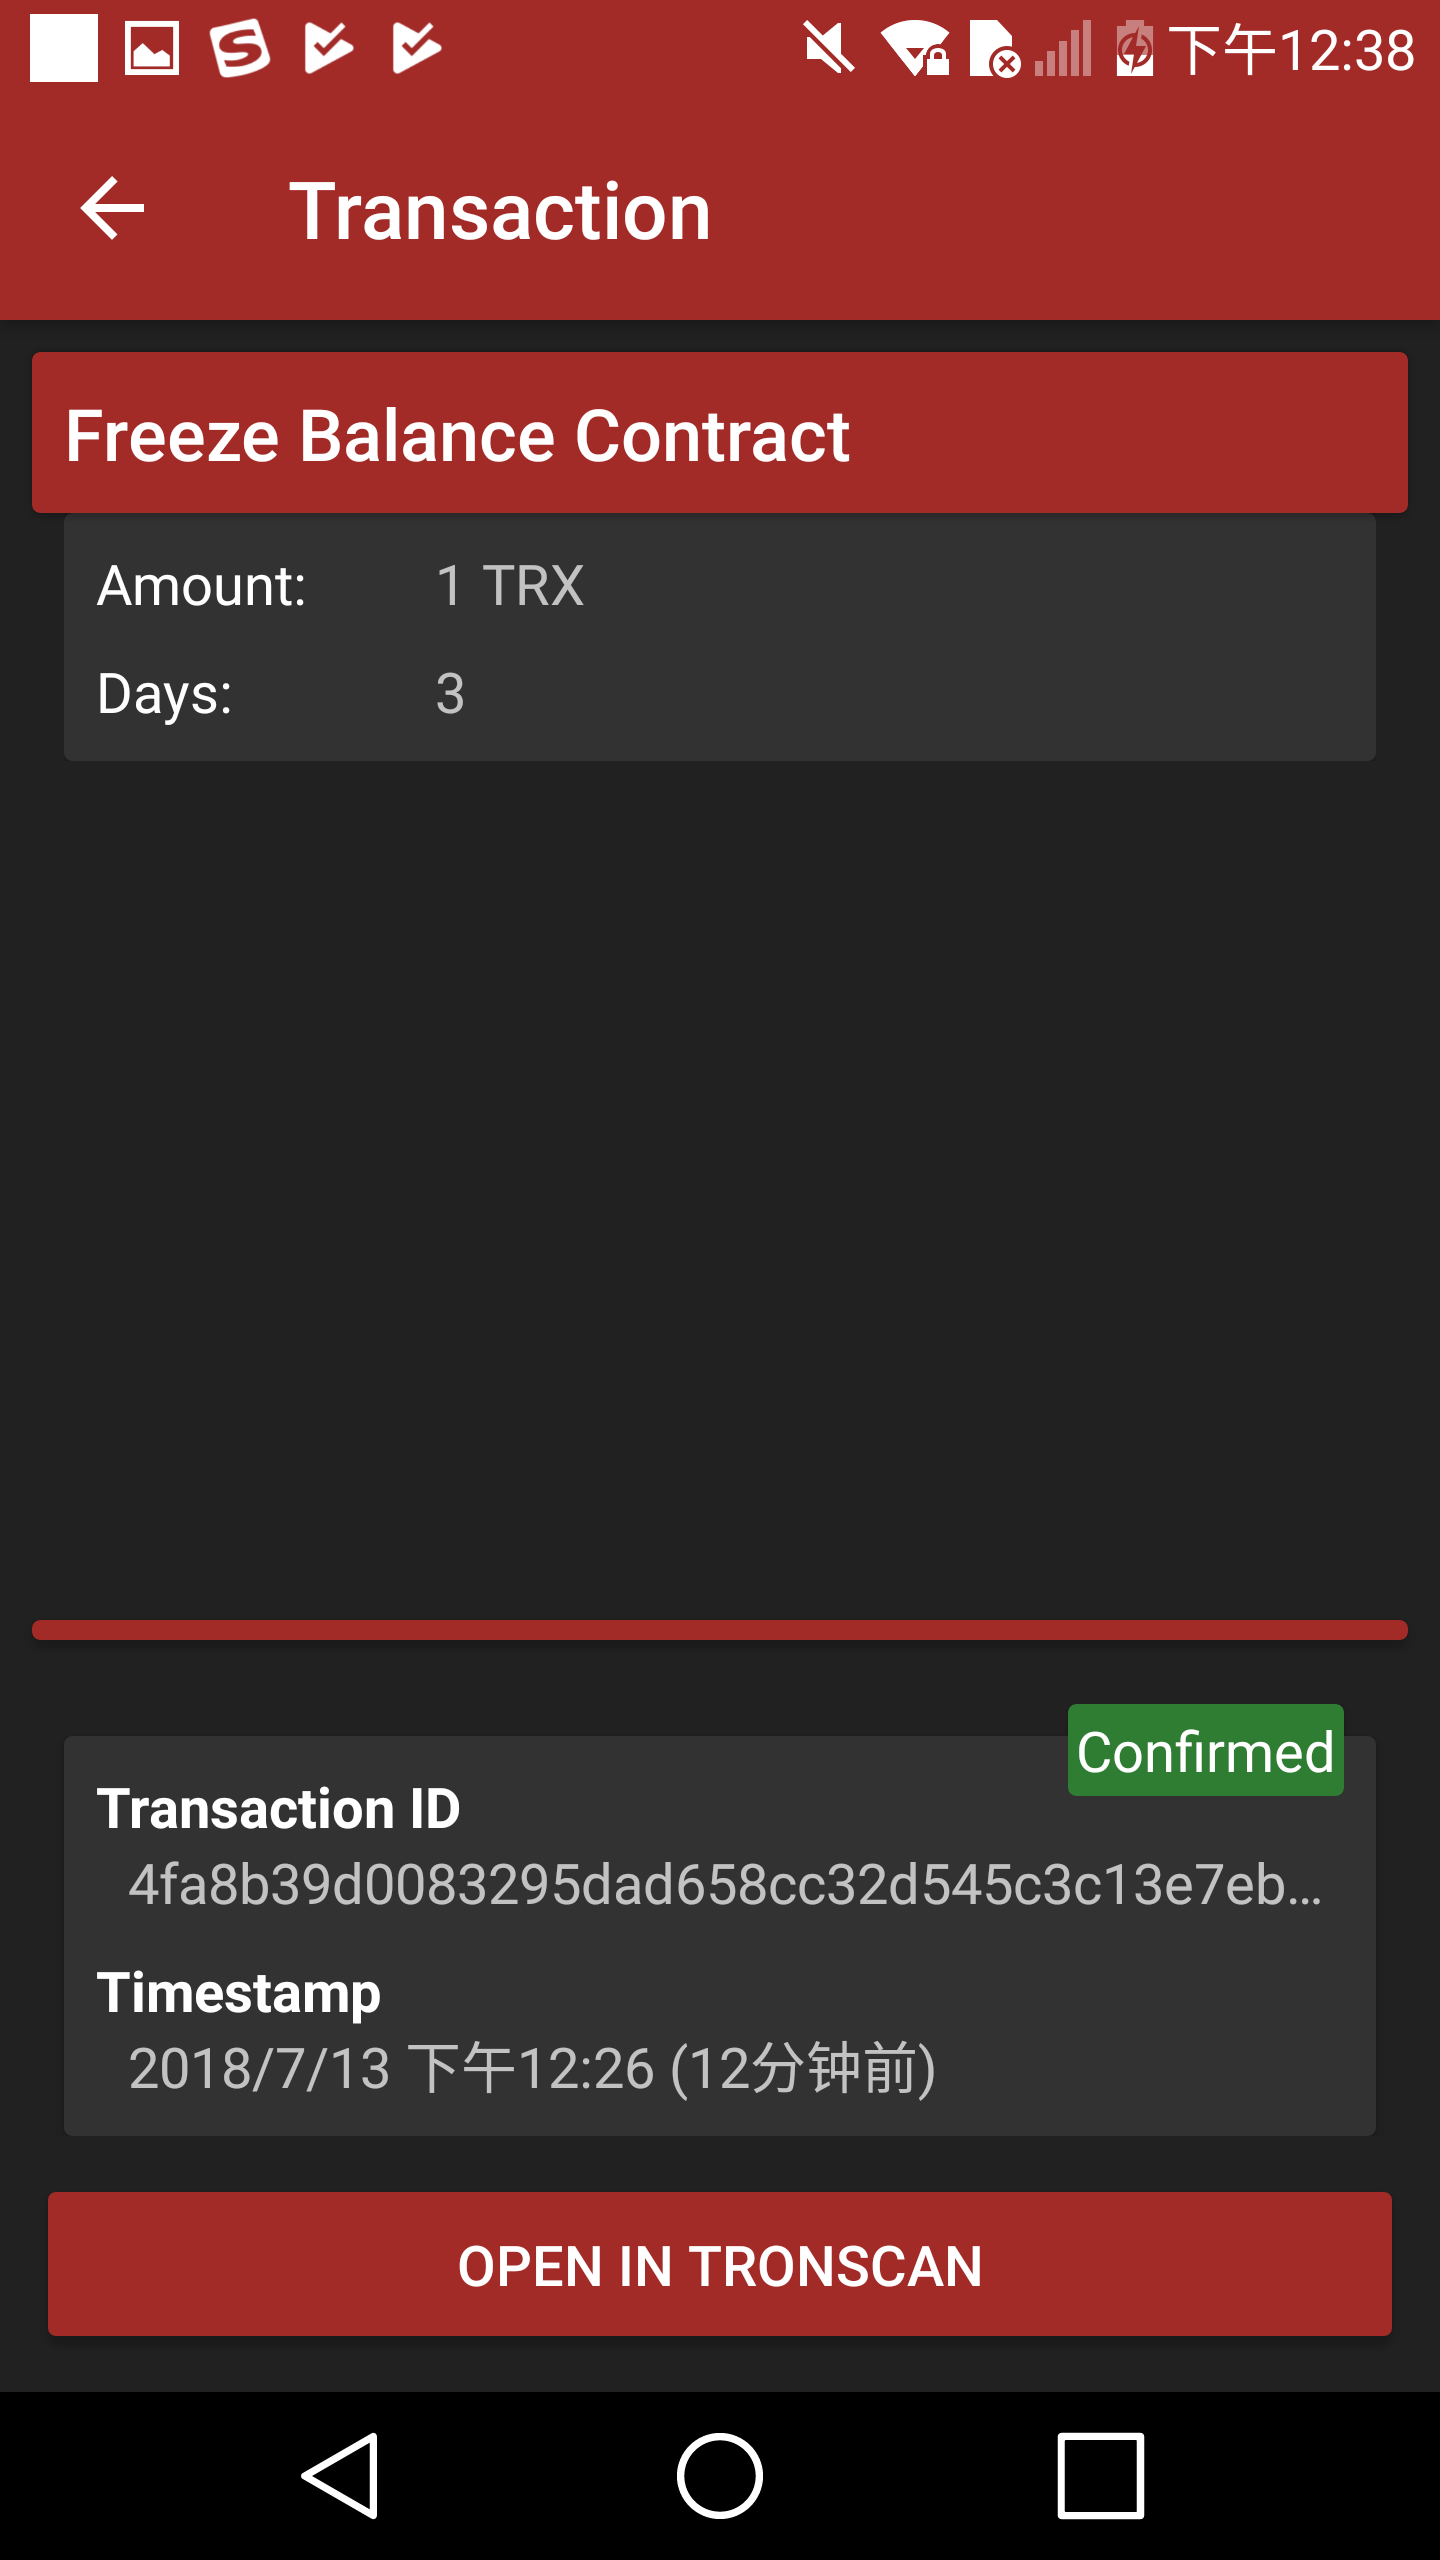 下午12:38
Transaction
Freeze Balance Contract
Amount: 1 TRX
Days: 3
Confirmed
Transaction ID
4fa8b39d0083295dad658cc32d545c3c13e7eb...
Timestamp
2018/7/13 下午12:26 (12分钟前)
OPEN IN TRONSCAN